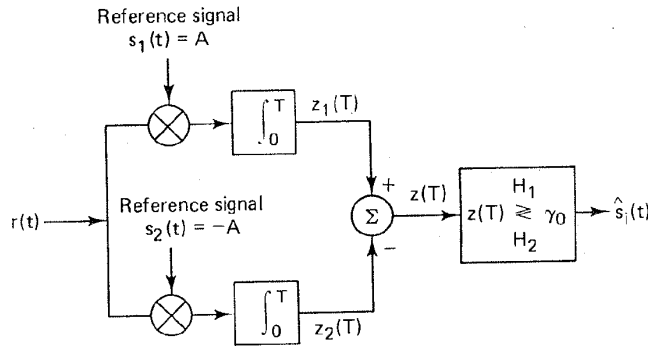 Reference signal
s₁(t) = A
∫₀ᵀ
z₁(T)
r(t)
Reference signal
s₂(t) = −A
∫₀ᵀ
z₂(T)
+
Σ
−
z(T)
H₁
z(T) ≷ γ₀
H₂
ŝᵢ(t)